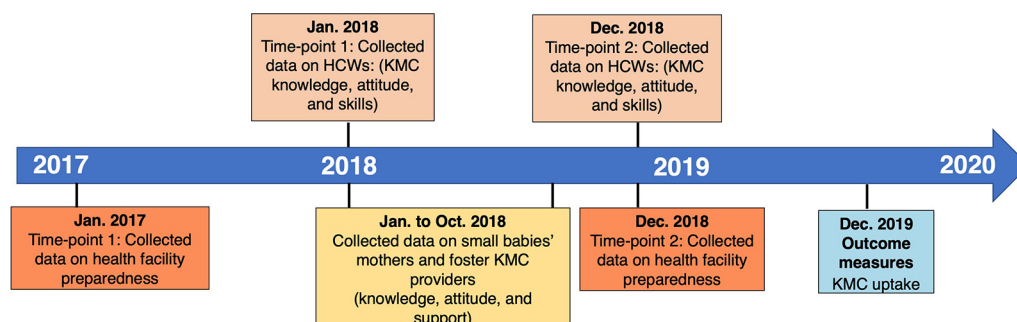 Jan. 2018
Time-point 1: Collected
data on HCWs: (KMC
knowledge, attitude,
and skills)
Dec. 2018
Time-point 2: Collected
data on HCWs: (KMC
knowledge, attitude,
and skills)
2017
2018
2019
2020
Jan. 2017
Time-point 1: Collected
data on health facility
preparedness
Jan. to Oct. 2018
Collected data on small babies’
mothers and foster KMC
providers
(knowledge, attitude, and
support)
Dec. 2018
Time-point 2: Collected
data on health facility
preparedness
Dec. 2019
Outcome
measures
KMC uptake